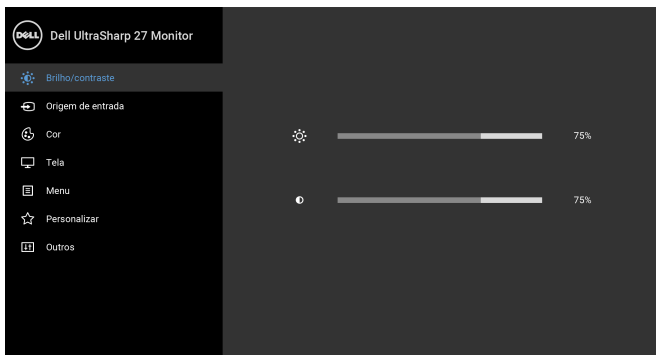 DELL
Dell UltraSharp 27 Monitor
Brilho/contraste
Origem de entrada
Cor
75%
Tela
Menu
75%
Personalizar
Outros